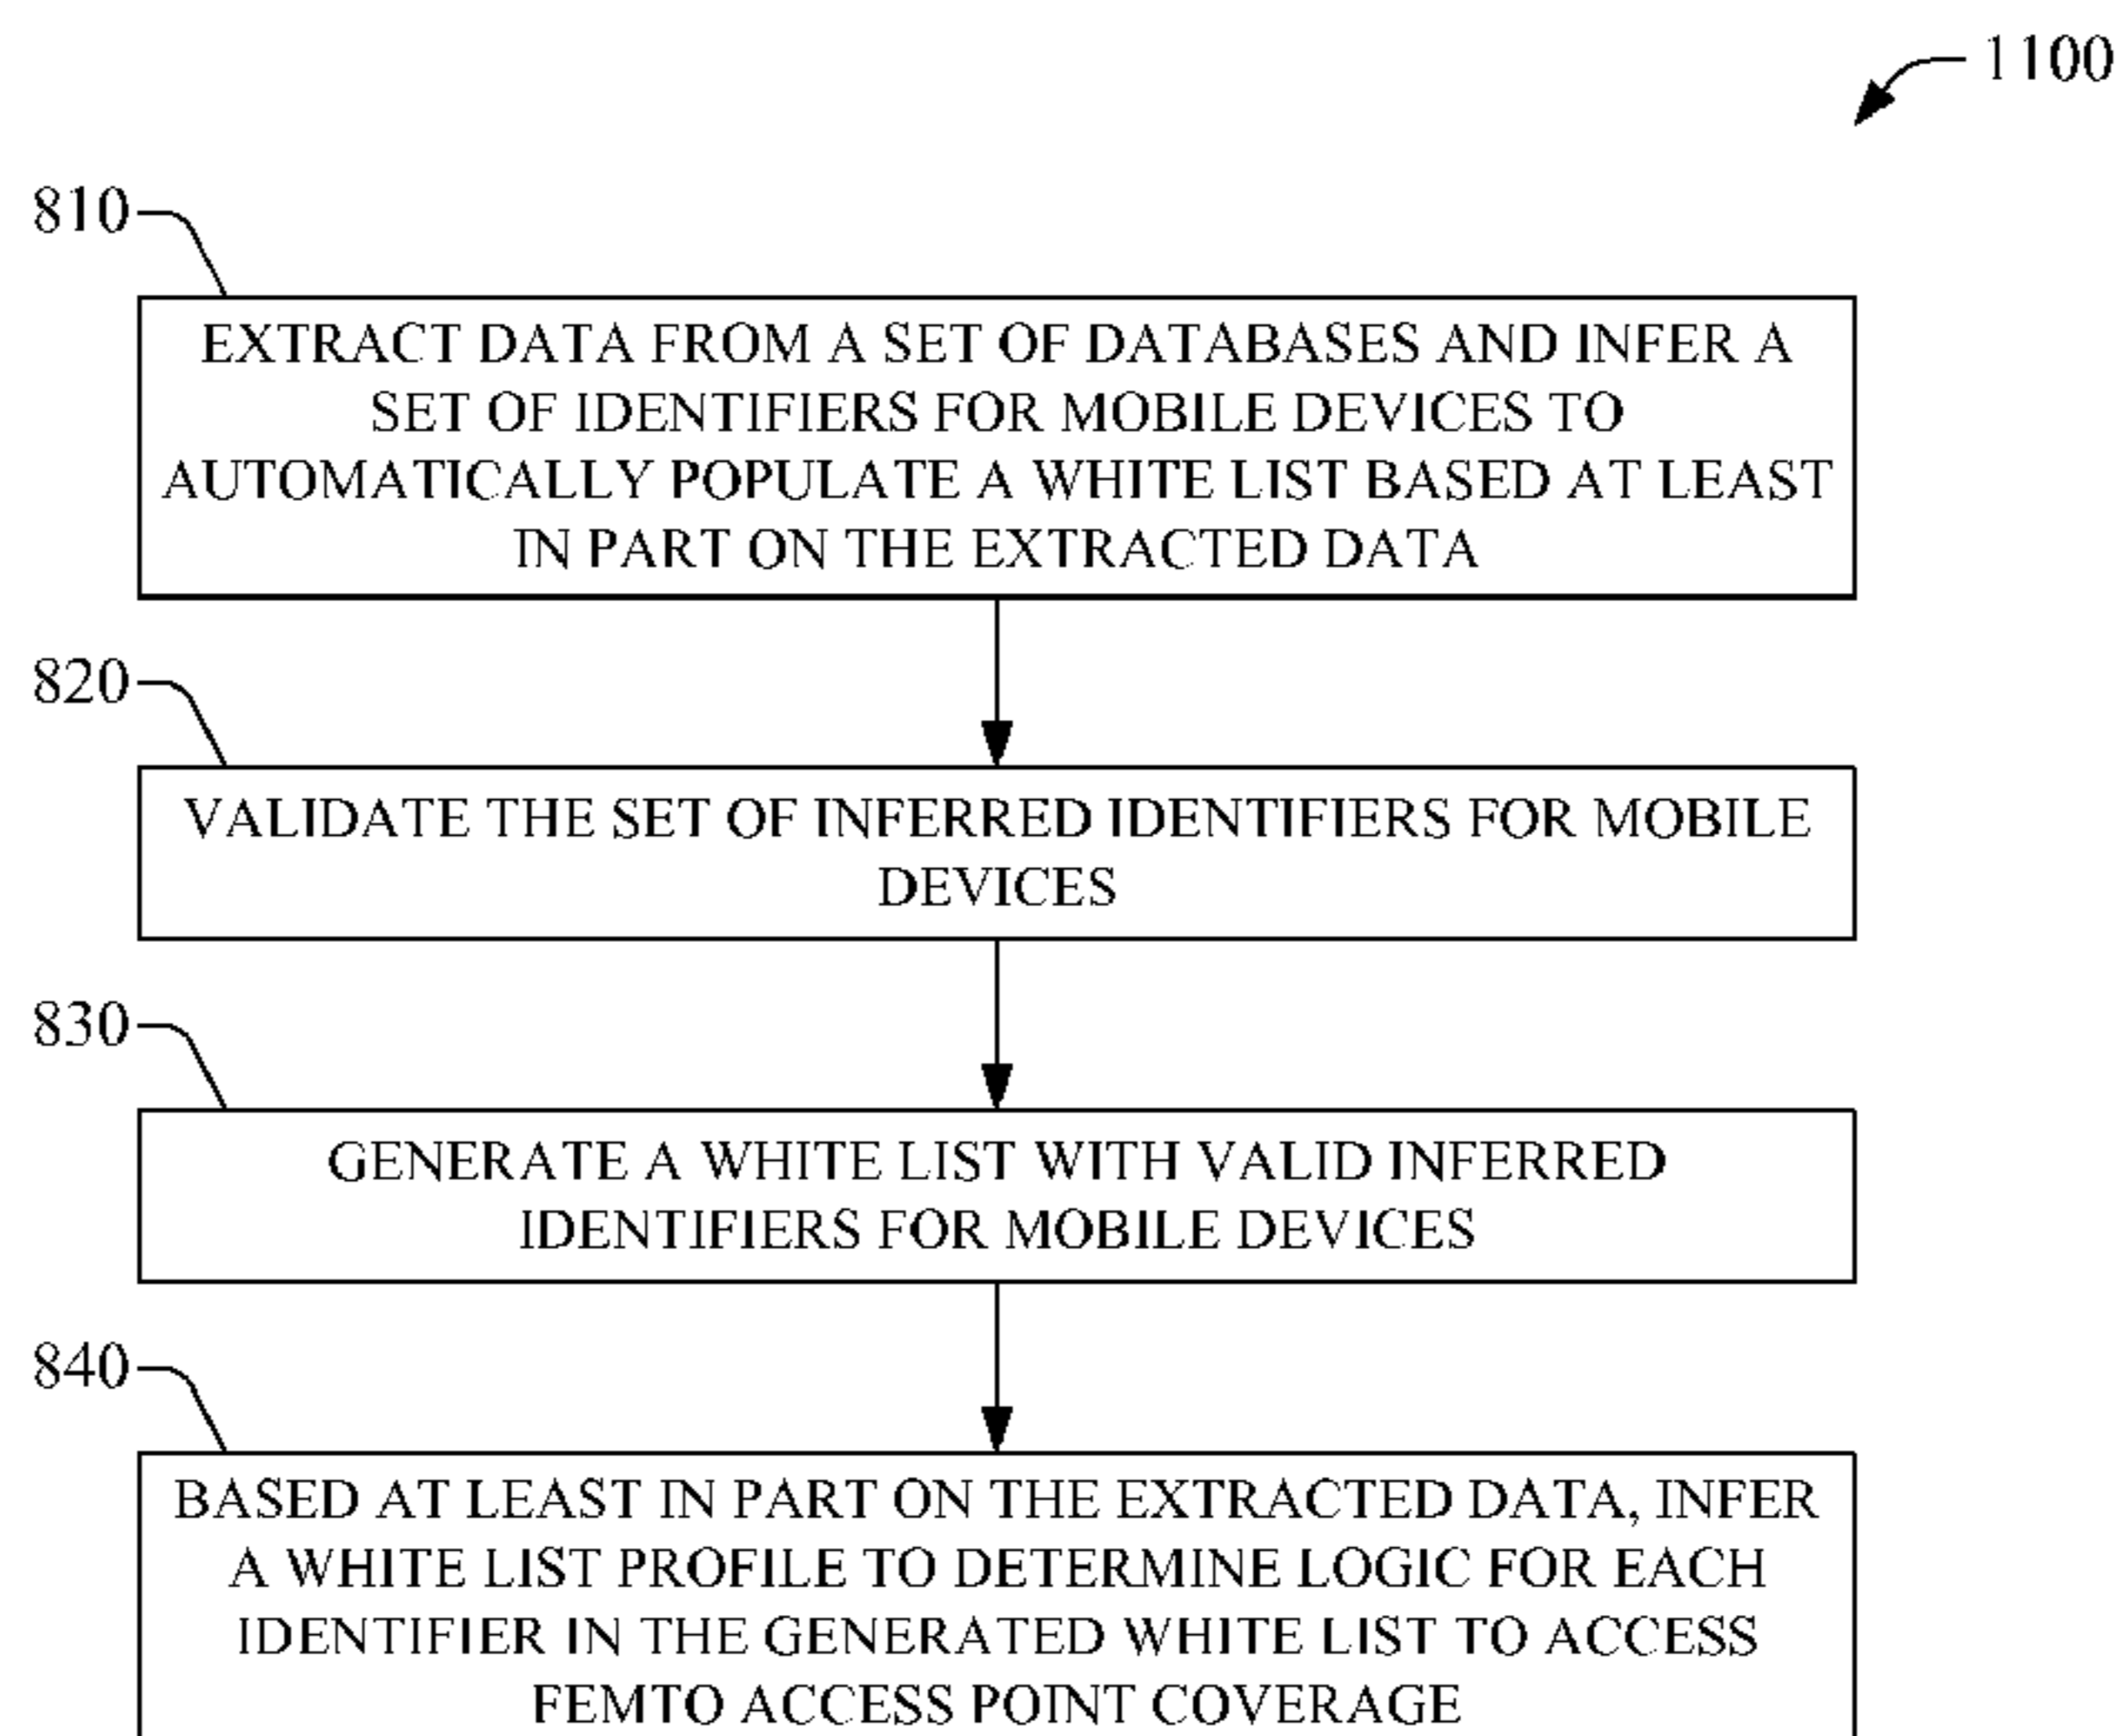 1100
810
EXTRACT DATA FROM A SET OF DATABASES AND INFER A
SET OF IDENTIFIERS FOR MOBILE DEVICES TO
AUTOMATICALLY POPULATE A WHITE LIST BASED AT LEAST
IN PART ON THE EXTRACTED DATA
820
VALIDATE THE SET OF INFERRED IDENTIFIERS FOR MOBILE
DEVICES
830
GENERATE A WHITE LIST WITH VALID INFERRED
IDENTIFIERS FOR MOBILE DEVICES
840
BASED AT LEAST IN PART ON THE EXTRACTED DATA, INFER
A WHITE LIST PROFILE TO DETERMINE LOGIC FOR EACH
IDENTIFIER IN THE GENERATED WHITE LIST TO ACCESS
FEMTO ACCESS POINT COVERAGE